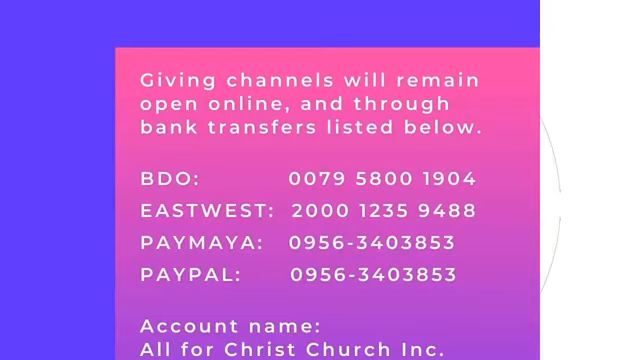 Giving channels will remain
open online, and through
bank transfers listed below.
BDO: 0079 5800 1904
EASTWEST: 2000 1235 9488
PAYMAYA: 0956-3403853
PAYPAL: 0956-3403853
Account name:
All for Christ Church Inc.